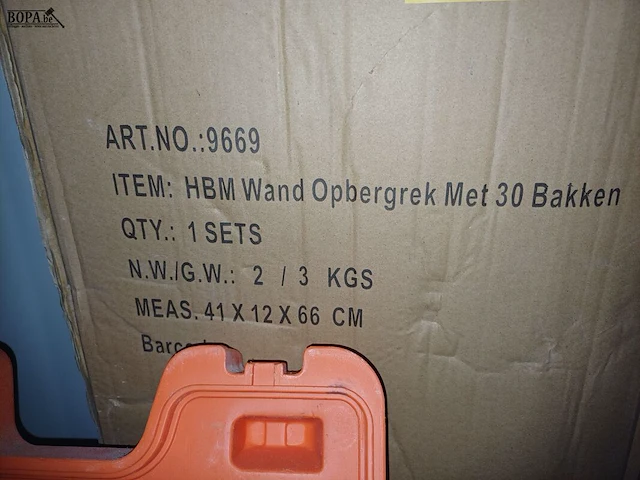 BOPA.be
ART.NO.:9669
ITEM: HBM Wand Opbergrek Met 30 Bakken
QTY.: 1 SETS
N.W./G.W.: 2 / 3 KGS
MEAS. 41 X 12 X 66 CM